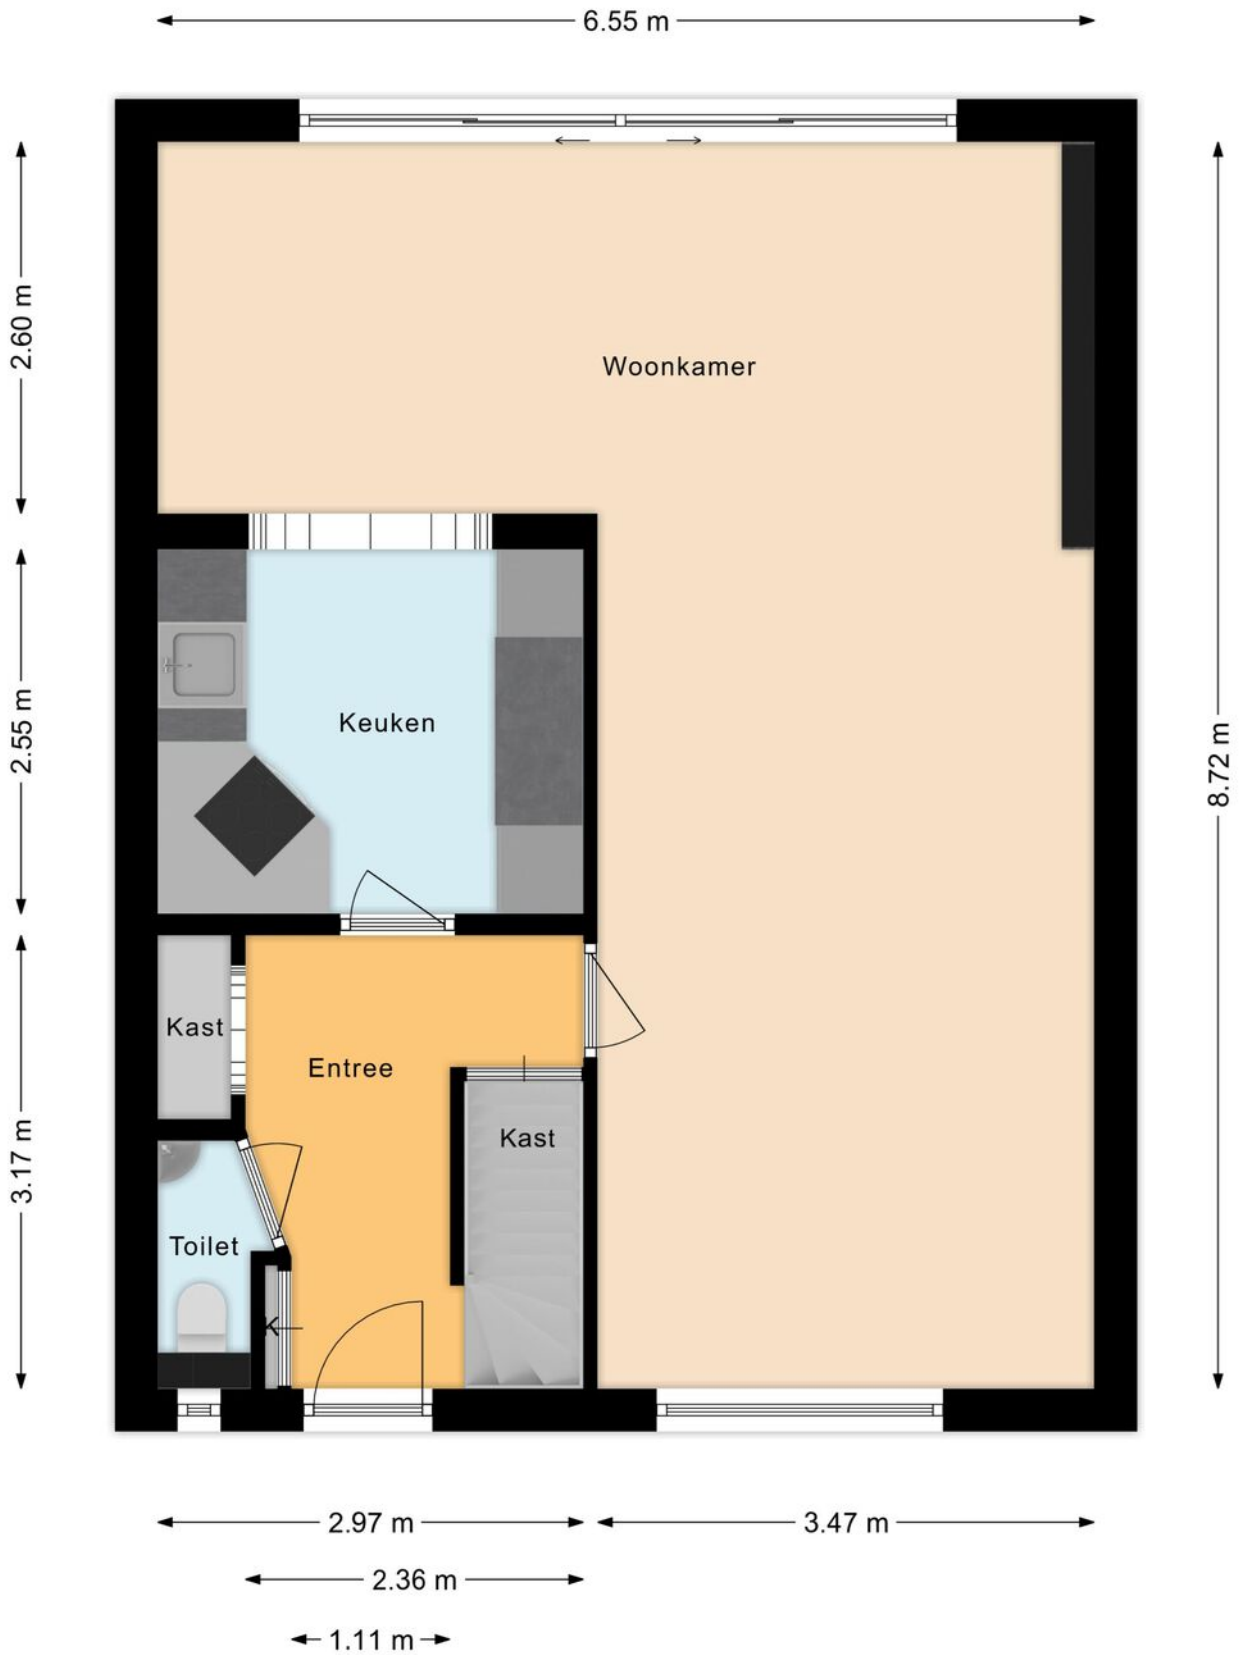 6.55 m
2.60 m
Woonkamer
2.55 m
Keuken
8.72 m
Kast
Entree
Kast
3.17 m
Toilet
K
2.97 m
3.47 m
2.36 m
1.11 m